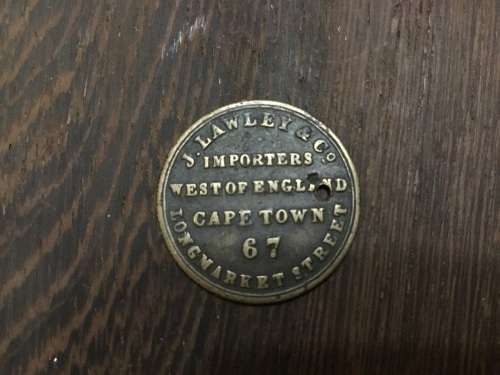 J. LAWLEY & Co
IMPORTERS
WEST OF ENGLAND
CAPE TOWN
67
LONGMARKET STREET